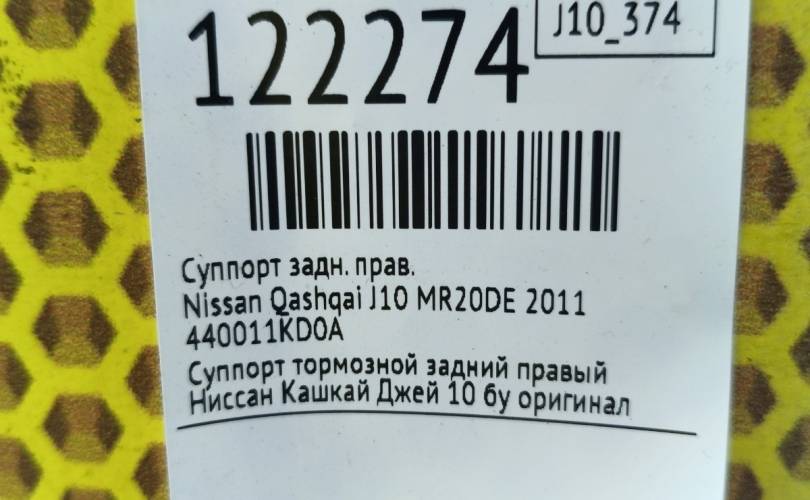 122274
J10_374
Суппорт задн. прав.
Nissan Qashqai J10 MR20DE 2011
440011KD0A
Суппорт тормозной задний правый
Ниссан Кашкай Джей 10 бу оригинал